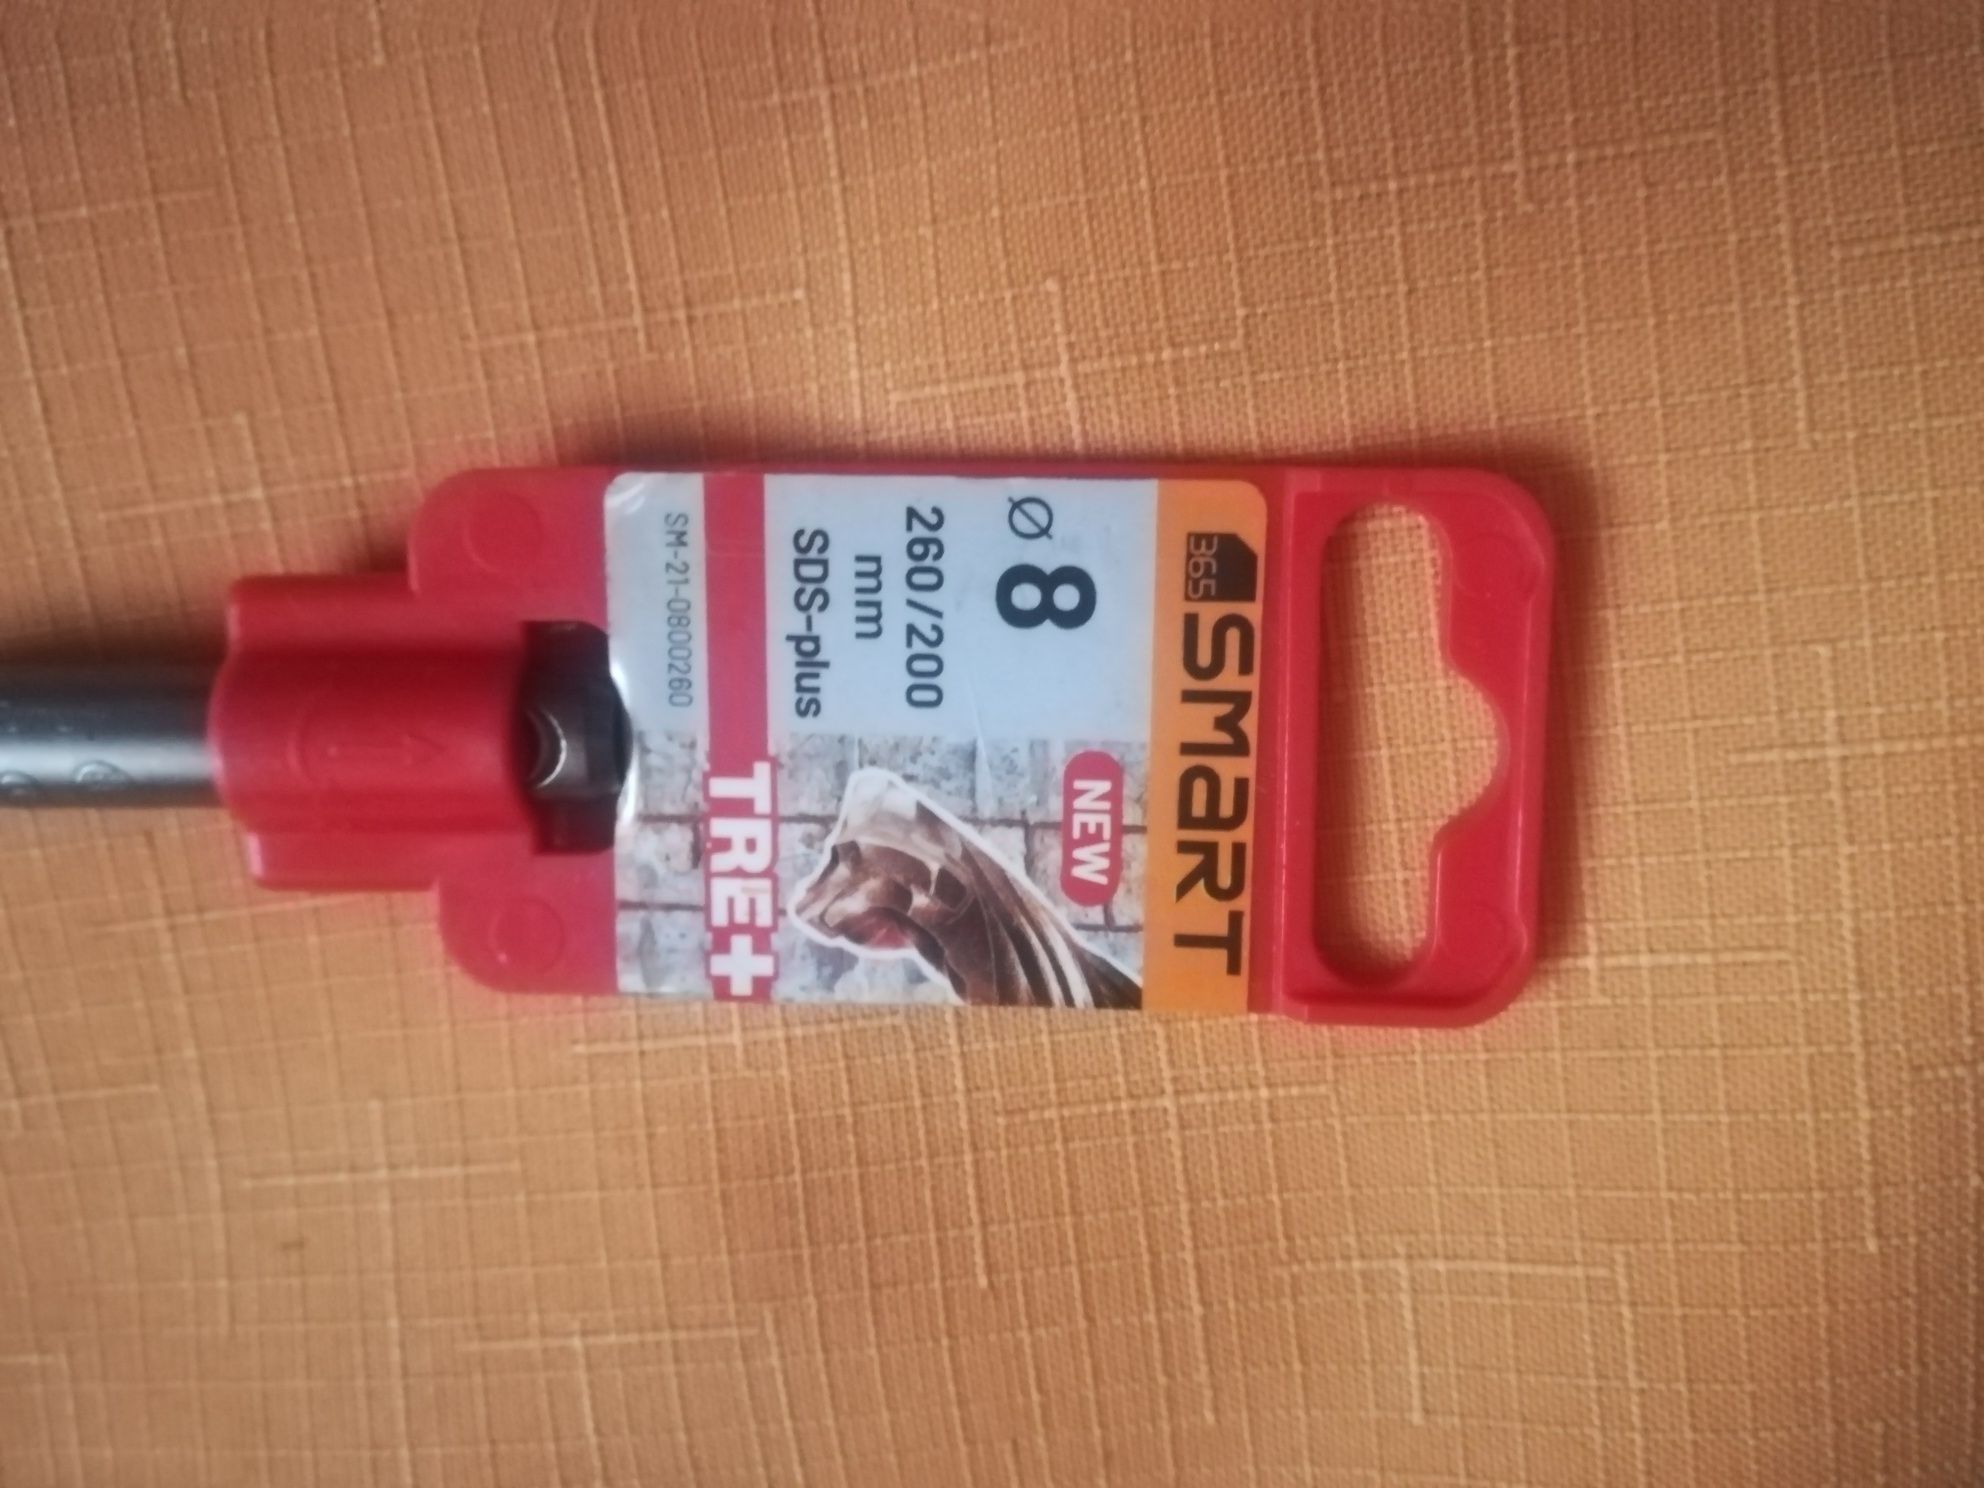 365
SMART
Ø 8
NEW
260/200
mm
SDS-plus
TRE+
SM-21-0800260